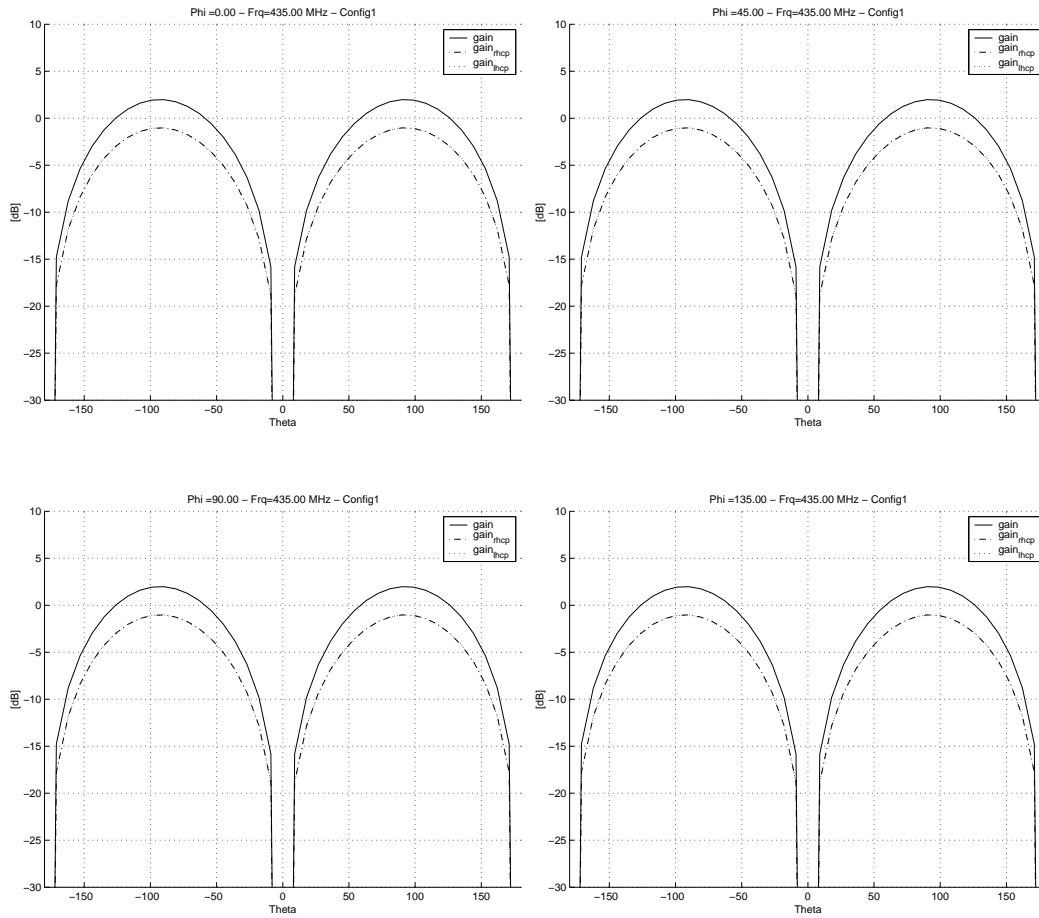 Phi =0.00 − Frq=435.00 MHz − Config1
10
5
0
−5
−10
−15
−20
−25
−30
[dB]
−150 −100 −50 0 50 100 150
Theta
gain
gain_rhcp
gain_lhcp
Phi =45.00 − Frq=435.00 MHz − Config1
10
5
0
−5
−10
−15
−20
−25
−30
[dB]
−150 −100 −50 0 50 100 150
Theta
gain
gain_rhcp
gain_lhcp
Phi =90.00 − Frq=435.00 MHz − Config1
10
5
0
−5
−10
−15
−20
−25
−30
[dB]
−150 −100 −50 0 50 100 150
Theta
gain
gain_rhcp
gain_lhcp
Phi =135.00 − Frq=435.00 MHz − Config1
10
5
0
−5
−10
−15
−20
−25
−30
[dB]
−150 −100 −50 0 50 100 150
Theta
gain
gain_rhcp
gain_lhcp